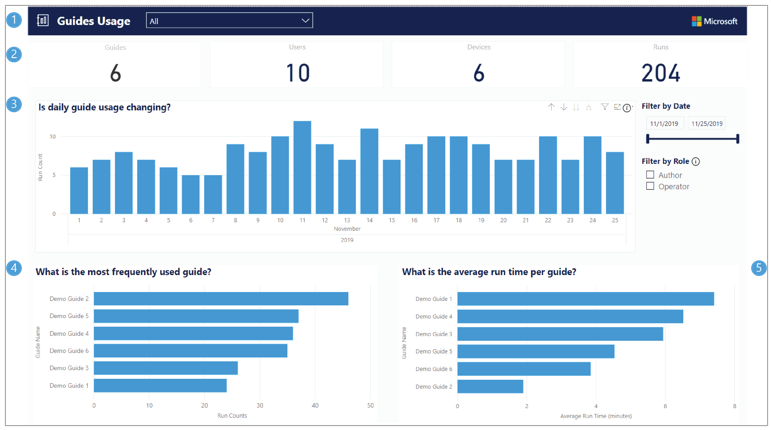 1
Guides Usage
All
Microsoft
2
Guides
Users
Devices
Runs
6
10
6
204
3
Is daily guide usage changing?
Filter by Date
11/1/2019
11/25/2019
Filter by Role
Author
Operator
Run Count
10
5
0
1 2 3 4 5 6 7 8 9 10 11 12 13 14 15 16 17 18 19 20 21 22 23 24 25
November
2019
4
What is the most frequently used guide?
Guide Name
Demo Guide 2
Demo Guide 5
Demo Guide 4
Demo Guide 6
Demo Guide 3
Demo Guide 1
0 10 20 30 40 50
Run Counts
What is the average run time per guide?
5
Guide Name
Demo Guide 1
Demo Guide 4
Demo Guide 3
Demo Guide 5
Demo Guide 6
Demo Guide 2
0 2 4 6 8
Average Run Time (minutes)